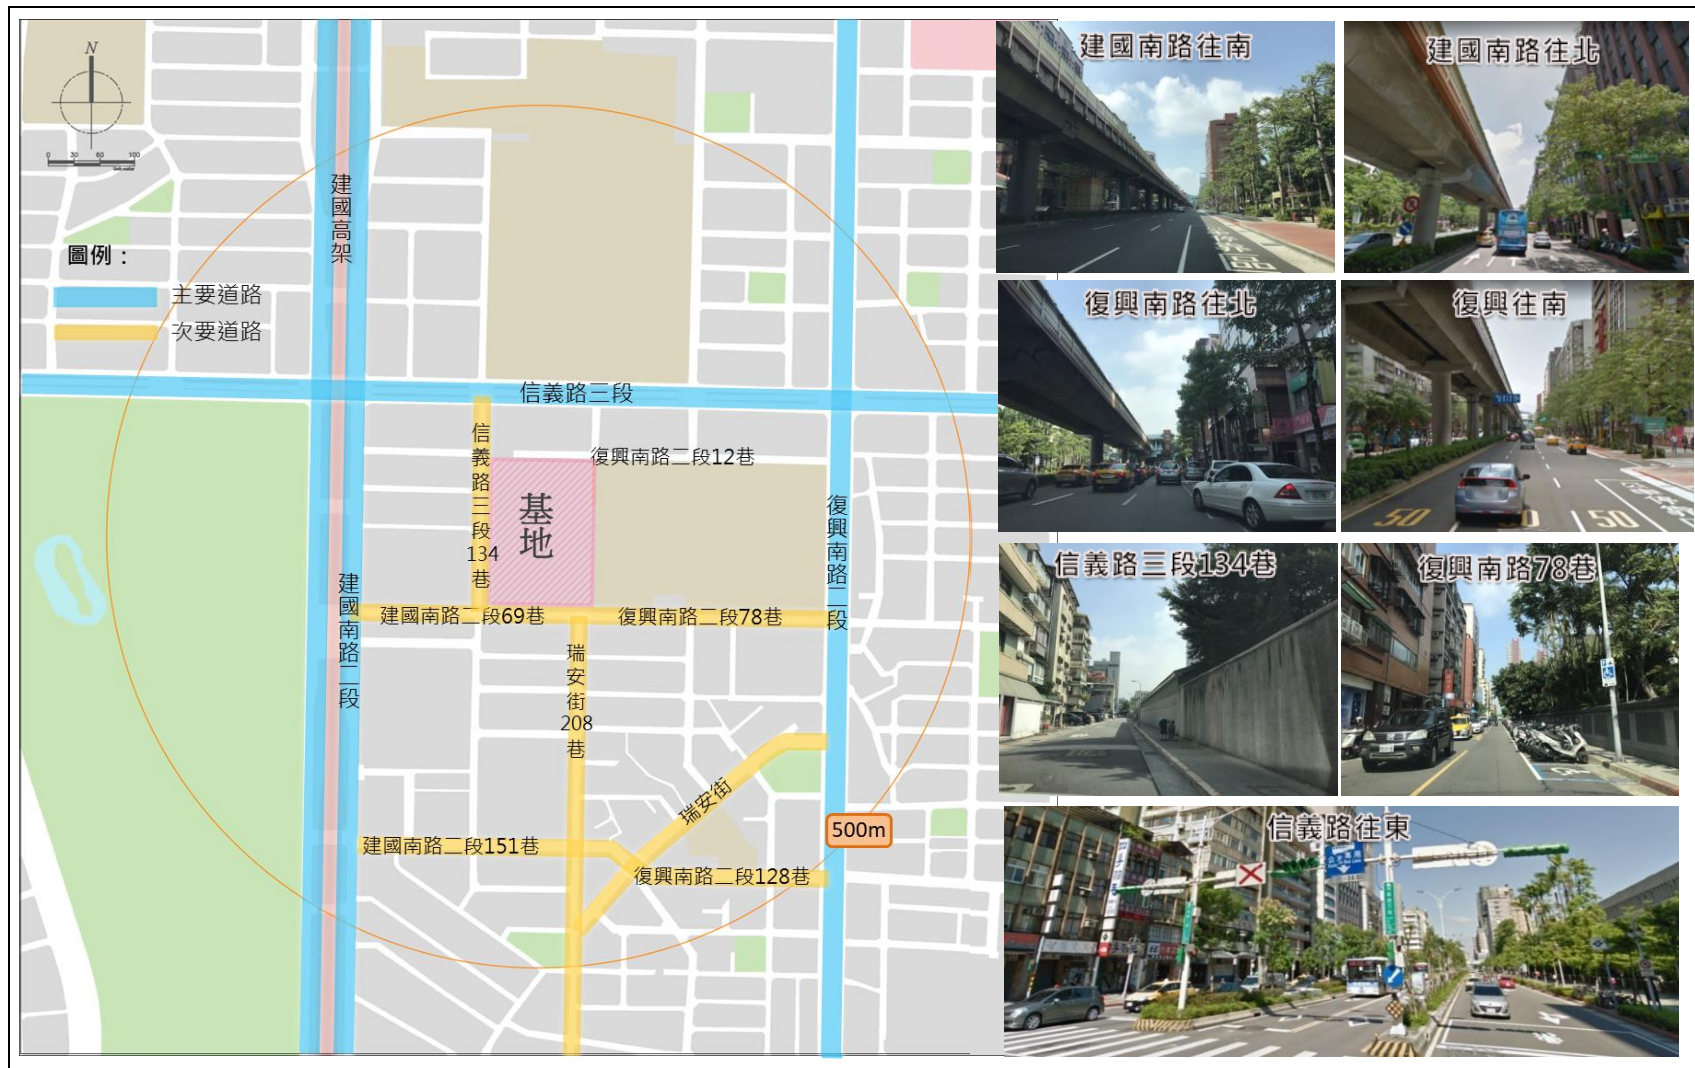 N
0 30 60 100
建國高架
圖例：
主要道路
次要道路
信義路三段
信義路三段134巷
復興南路二段12巷
基地
復興南路二段
建國南路二段
建國南路二段69巷
復興南路二段78巷
瑞安街208巷
瑞安街
500m
建國南路二段151巷
復興南路二段128巷
建國南路往南
建國南路往北
復興南路往北
復興往南
50
50
信義路三段134巷
復興南路78巷
信義路往東